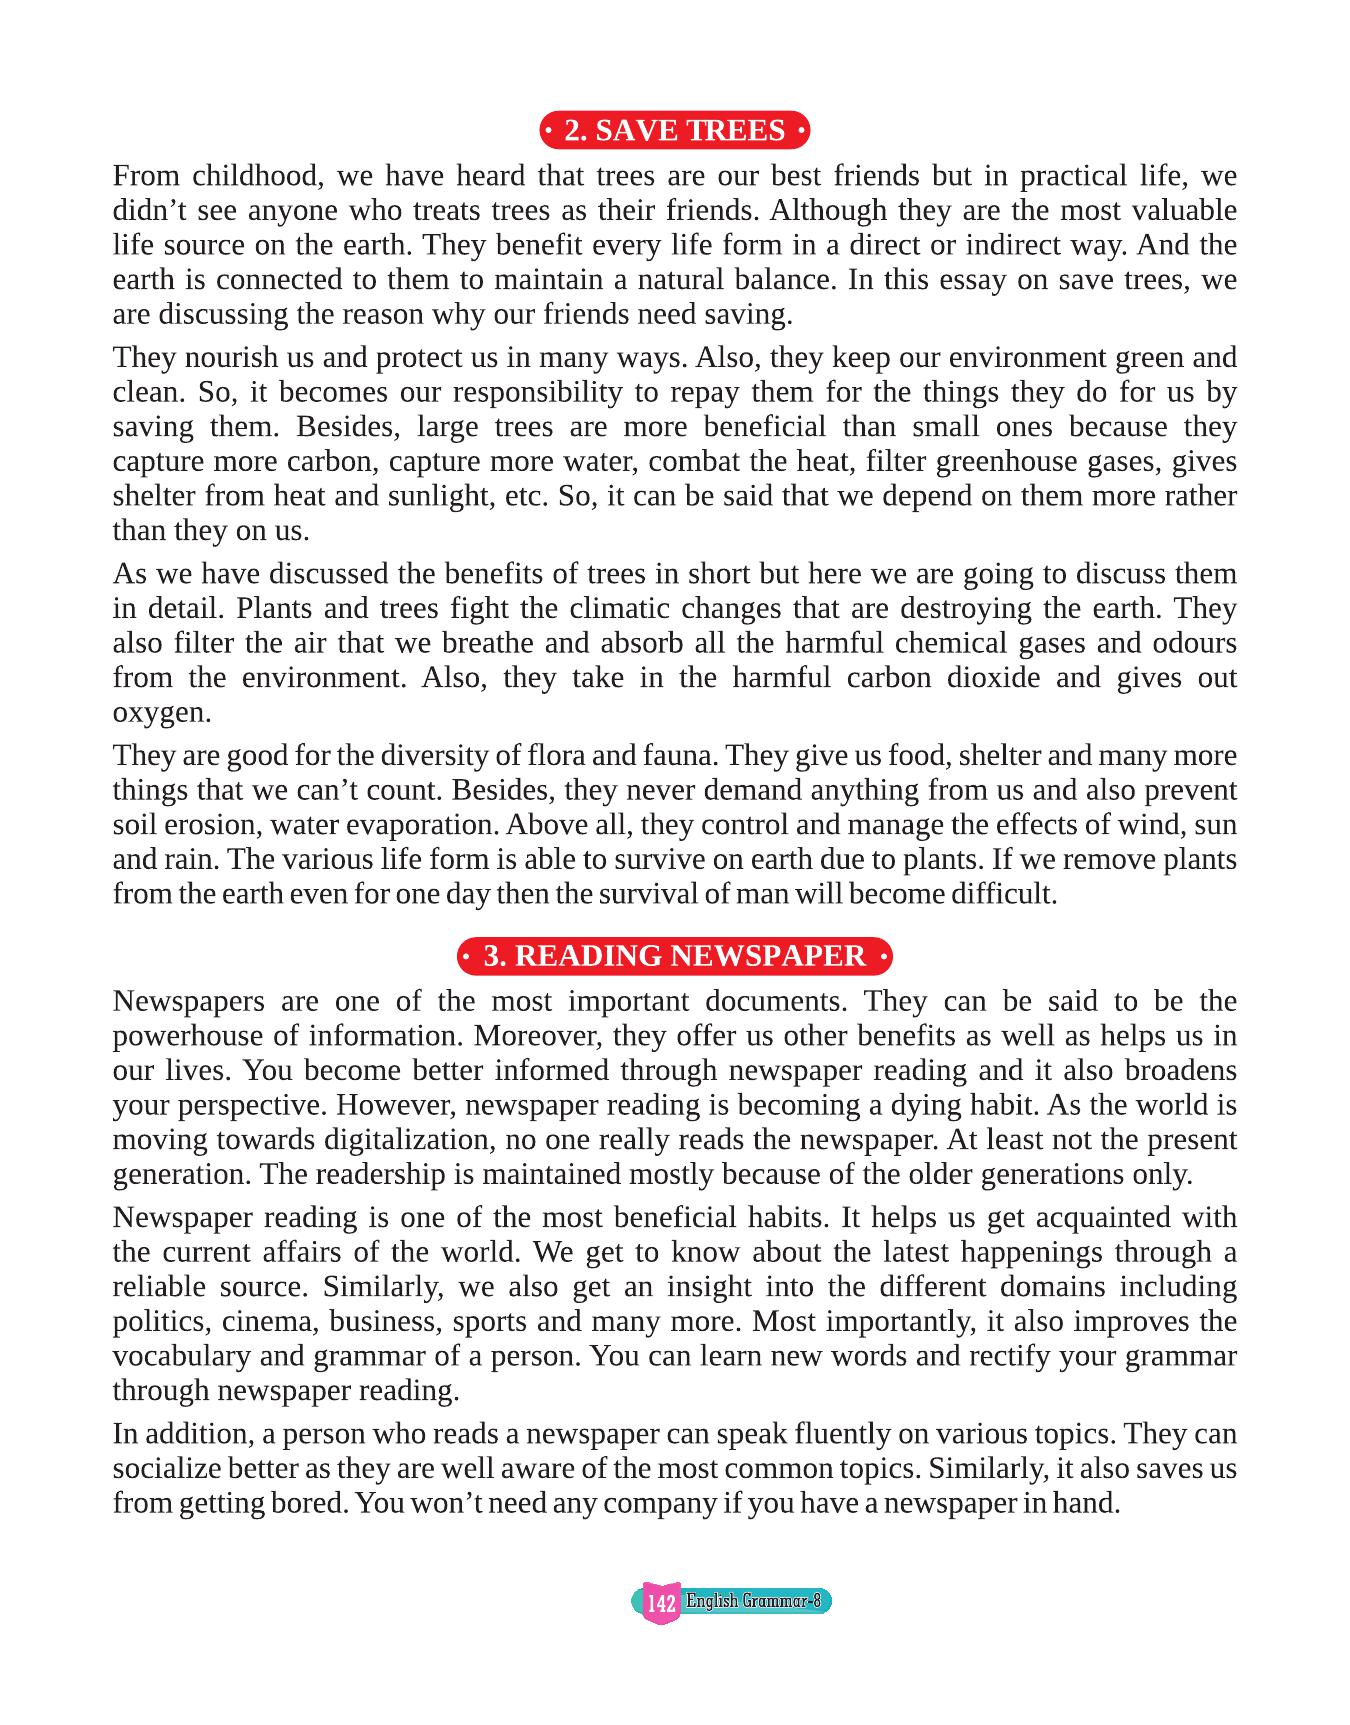 • 2. SAVE TREES •
From childhood, we have heard that trees are our best friends but in practical life, we
didn’t see anyone who treats trees as their friends. Although they are the most valuable
life source on the earth. They benefit every life form in a direct or indirect way. And the
earth is connected to them to maintain a natural balance. In this essay on save trees, we
are discussing the reason why our friends need saving.
They nourish us and protect us in many ways. Also, they keep our environment green and
clean. So, it becomes our responsibility to repay them for the things they do for us by
saving them. Besides, large trees are more beneficial than small ones because they
capture more carbon, capture more water, combat the heat, filter greenhouse gases, gives
shelter from heat and sunlight, etc. So, it can be said that we depend on them more rather
than they on us.
As we have discussed the benefits of trees in short but here we are going to discuss them
in detail. Plants and trees fight the climatic changes that are destroying the earth. They
also filter the air that we breathe and absorb all the harmful chemical gases and odours
from the environment. Also, they take in the harmful carbon dioxide and gives out
oxygen.
They are good for the diversity of flora and fauna. They give us food, shelter and many more
things that we can’t count. Besides, they never demand anything from us and also prevent
soil erosion, water evaporation. Above all, they control and manage the effects of wind, sun
and rain. The various life form is able to survive on earth due to plants. If we remove plants
from the earth even for one day then the survival of man will become difficult.
• 3. READING NEWSPAPER •
Newspapers are one of the most important documents. They can be said to be the
powerhouse of information. Moreover, they offer us other benefits as well as helps us in
our lives. You become better informed through newspaper reading and it also broadens
your perspective. However, newspaper reading is becoming a dying habit. As the world is
moving towards digitalization, no one really reads the newspaper. At least not the present
generation. The readership is maintained mostly because of the older generations only.
Newspaper reading is one of the most beneficial habits. It helps us get acquainted with
the current affairs of the world. We get to know about the latest happenings through a
reliable source. Similarly, we also get an insight into the different domains including
politics, cinema, business, sports and many more. Most importantly, it also improves the
vocabulary and grammar of a person. You can learn new words and rectify your grammar
through newspaper reading.
In addition, a person who reads a newspaper can speak fluently on various topics. They can
socialize better as they are well aware of the most common topics. Similarly, it also saves us
from getting bored. You won’t need any company if you have a newspaper in hand.
142 English Grammar-8